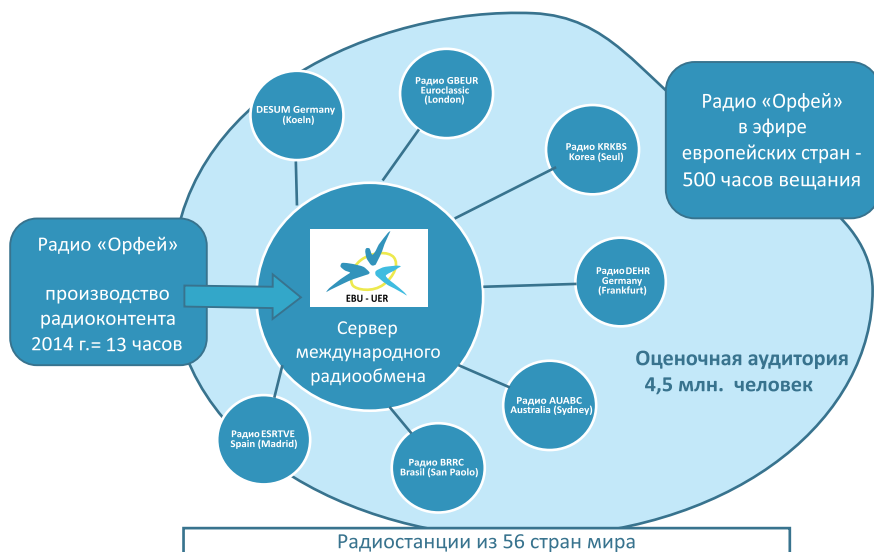 DESUM Germany
(Koeln)
Радио GBEUR
Euroclassic
(London)
Радио KRKBS
Korea (Seul)
Радио «Орфей»
в эфире
европейских стран -
500 часов вещания
Радио «Орфей»
производство
радиоконтента
2014 г.= 13 часов
EBU - UER
Сервер
международного
радиообмена
Радио DEHR
Germany
(Frankfurt)
Оценочная аудитория
4,5 млн. человек
Радио AUABC
Australia (Sydney)
Радио ESRTVE
Spain (Madrid)
Радио BRRC
Brasil (San Paolo)
Радиостанции из 56 стран мира